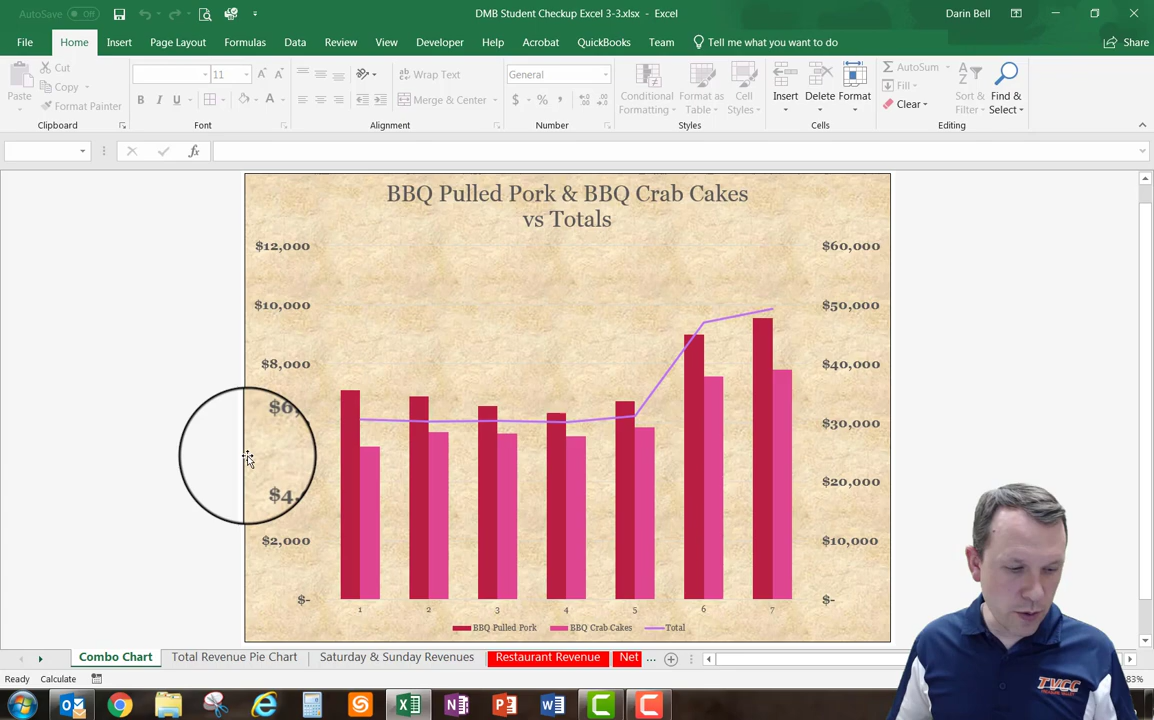 AutoSave Off
DMB Student Checkup Excel 3-3.xlsx - Excel
Darin Bell
File Home Insert Page Layout Formulas Data Review View Developer Help Acrobat QuickBooks Team Tell me what you want to do Share
Paste
Cut
Copy
Format Painter
Clipboard
11
B I U
Font
Wrap Text
Merge & Center
Alignment
General
$ %
Number
Conditional Formatting
Format as Table
Cell Styles
Styles
Insert Delete Format
Cells
AutoSum
Fill
Clear
Sort & Filter
Find & Select
Editing
fx
BBQ Pulled Pork & BBQ Crab Cakes
vs Totals
$12,000 $60,000
$10,000 $50,000
$8,000 $40,000
$6, $30,000
$4, $20,000
$2,000 $10,000
$- $-
1 2 3 4 5 6 7
BBQ Pulled Pork BBQ Crab Cakes Total
Combo Chart Total Revenue Pie Chart Saturday & Sunday Revenues Restaurant Revenue Net ...
Ready Calculate 83%
TVCC